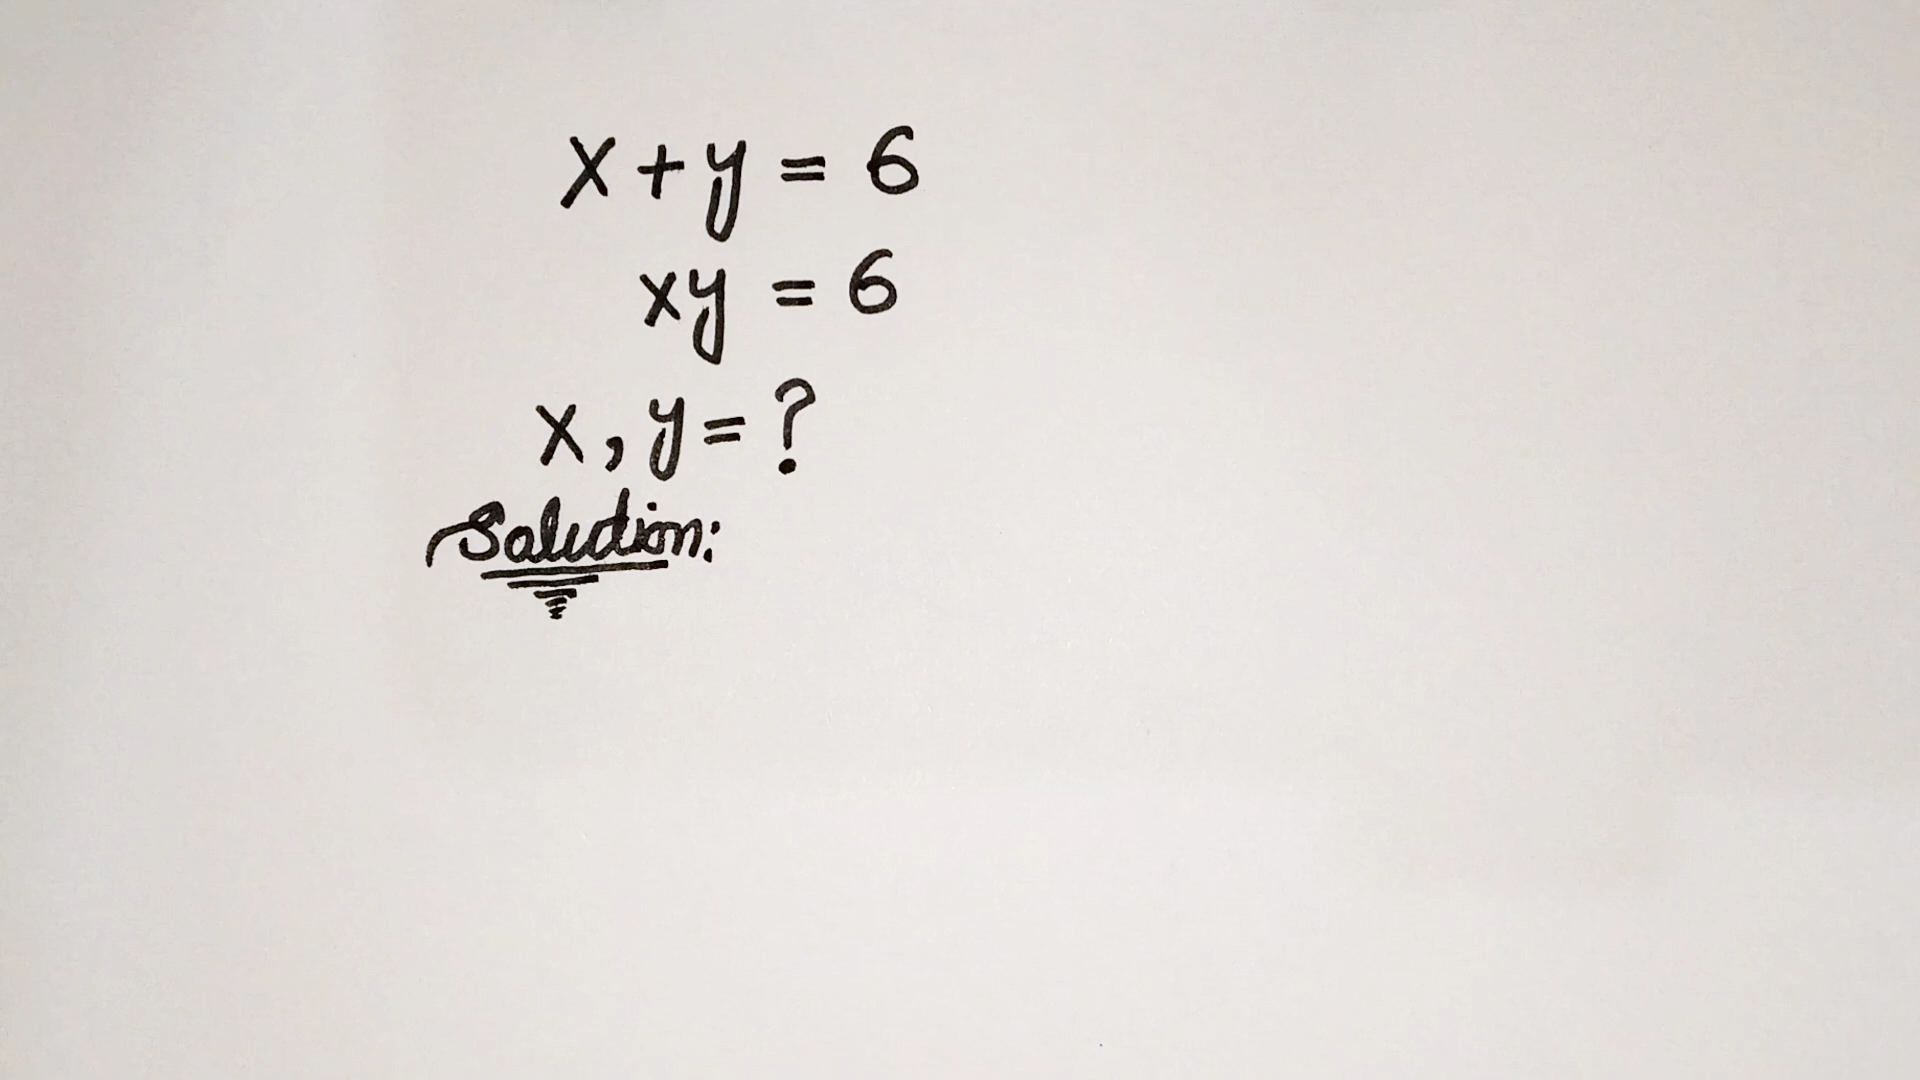 x + y = 6
xy = 6
x, y = ?
Solution: